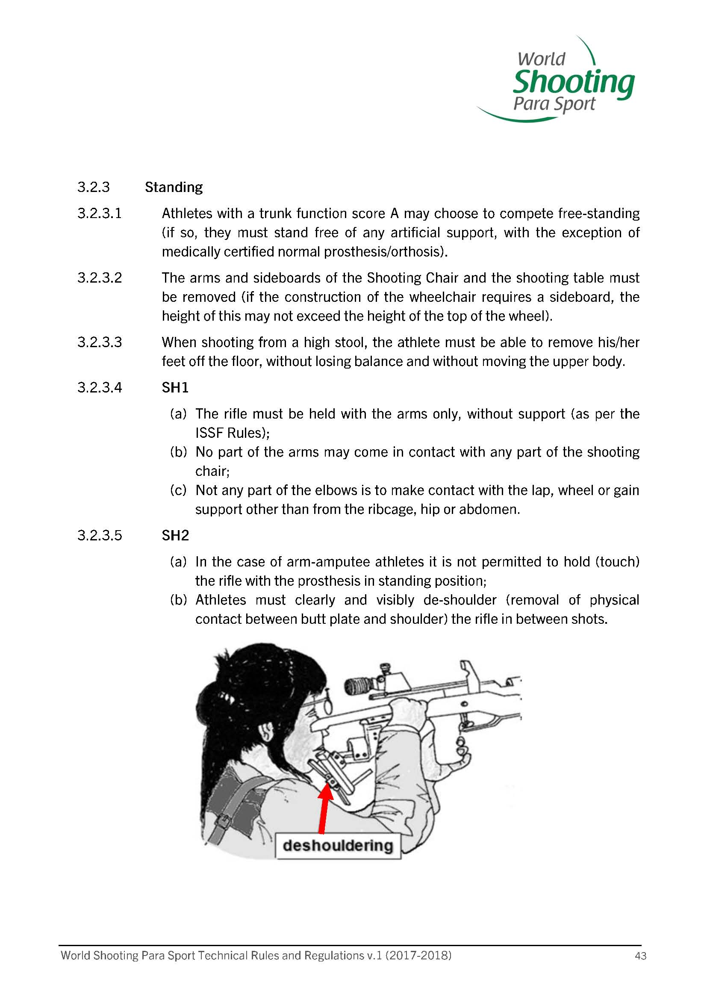 World
Shooting
Para Sport
3.2.3 Standing
3.2.3.1 Athletes with a trunk function score A may choose to compete free-standing
(if so, they must stand free of any artificial support, with the exception of
medically certified normal prosthesis/orthosis).
3.2.3.2 The arms and sideboards of the Shooting Chair and the shooting table must
be removed (if the construction of the wheelchair requires a sideboard, the
height of this may not exceed the height of the top of the wheel).
3.2.3.3 When shooting from a high stool, the athlete must be able to remove his/her
feet off the floor, without losing balance and without moving the upper body.
3.2.3.4 SH1
(a) The rifle must be held with the arms only, without support (as per the
ISSF Rules);
(b) No part of the arms may come in contact with any part of the shooting
chair;
(c) Not any part of the elbows is to make contact with the lap, wheel or gain
support other than from the ribcage, hip or abdomen.
3.2.3.5 SH2
(a) In the case of arm-amputee athletes it is not permitted to hold (touch)
the rifle with the prosthesis in standing position;
(b) Athletes must clearly and visibly de-shoulder (removal of physical
contact between butt plate and shoulder) the rifle in between shots.
deshouldering
World Shooting Para Sport Technical Rules and Regulations v.1 (2017-2018) 43